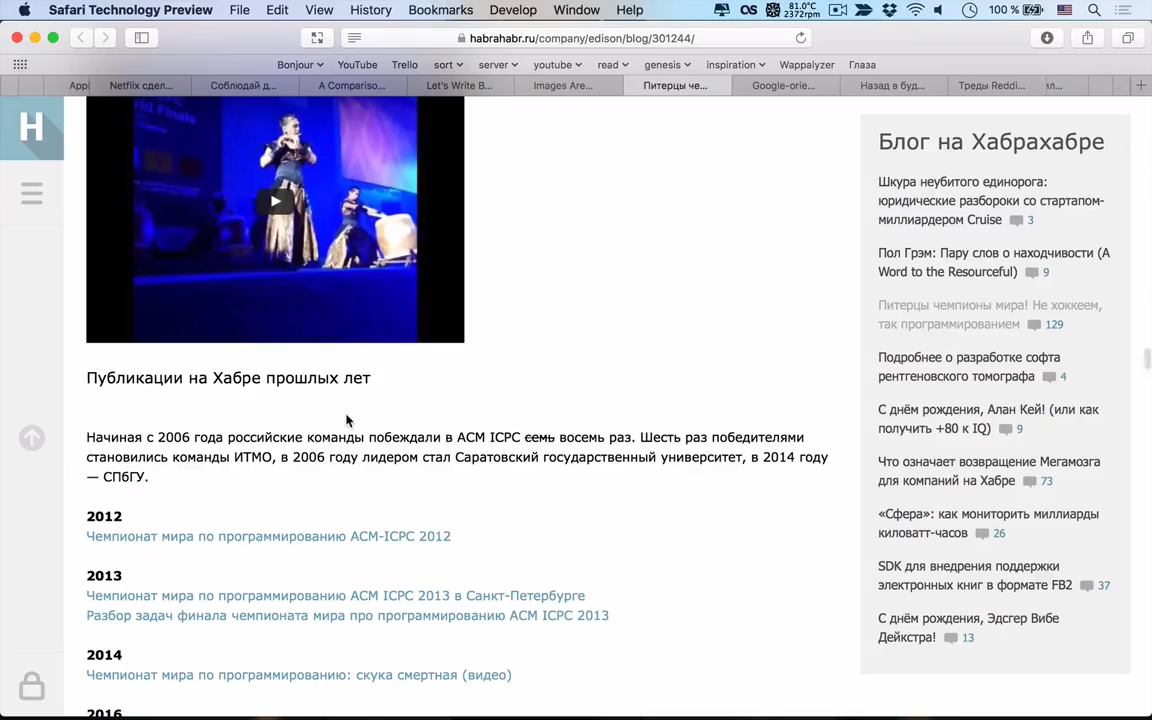 Safari Technology Preview File Edit View History Bookmarks Develop Window Help
81.0°C
2372rpm
100 %
habrahabr.ru/company/edison/blog/301244/
Bonjour YouTube Trello sort server youtube read genesis inspiration Wappalyzer Глаза
Appl Netflix сдел... Соблюдай д... A Compariso... Let's Write B... Images Are... Питерцы че... Google-orie... Назад в буд... Треды Reddi... ил...
H
Блог на Хабрахабре
Шкура неубитого единорога:
юридические разбороки со стартапом-
миллиардером Cruise 3
Пол Грэм: Пару слов о находчивости (A
Word to the Resourceful) 9
Питерцы чемпионы мира! Не хоккеем,
так программированием 129
Подробнее о разработке софта
рентгеновского томографа 4
С днём рождения, Алан Кей! (или как
получить +80 к IQ) 9
Что означает возвращение Мегамозга
для компаний на Хабре 73
«Сфера»: как мониторить миллиарды
киловатт-часов 26
SDK для внедрения поддержки
электронных книг в формате FB2 37
С днём рождения, Эдсгер Вибе
Дейкстра! 13
Публикации на Хабре прошлых лет
Начиная с 2006 года российские команды побеждали в ACM ICPC семь восемь раз. Шесть раз победителями
становились команды ИТМО, в 2006 году лидером стал Саратовский государственный университет, в 2014 году
— СПбГУ.
2012
Чемпионат мира по программированию ACM-ICPC 2012
2013
Чемпионат мира по программированию ACM ICPC 2013 в Санкт-Петербурге
Разбор задач финала чемпионата мира про программированию ACM ICPC 2013
2014
Чемпионат мира по программированию: скука смертная (видео)
2016